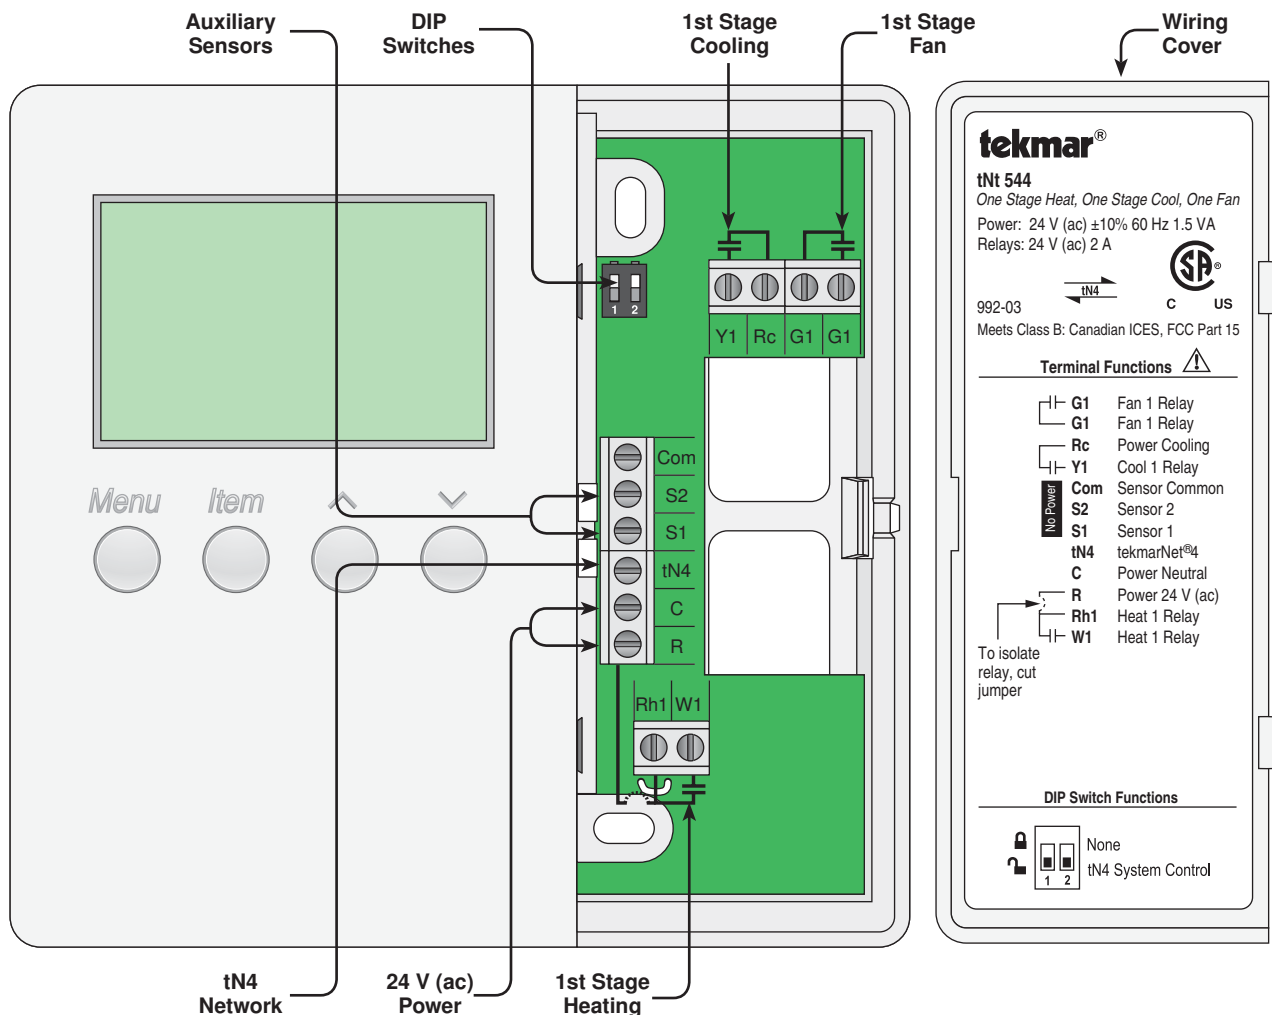 Auxiliary
Sensors
DIP
Switches
1st Stage
Cooling
1st Stage
Fan
Wiring
Cover
1 2
Y1 Rc G1 G1
Com
S2
S1
tN4
C
R
Rh1 W1
Menu Item
tN4
Network
24 V (ac)
Power
1st Stage
Heating
tekmar®
tNt 544
One Stage Heat, One Stage Cool, One Fan
Power: 24 V (ac) ±10% 60 Hz 1.5 VA
Relays: 24 V (ac) 2 A
SA ®
C US
tN4
992-03
Meets Class B: Canadian ICES, FCC Part 15
Terminal Functions
G1 Fan 1 Relay
G1 Fan 1 Relay
Rc Power Cooling
Y1 Cool 1 Relay
No Power
Com Sensor Common
S2 Sensor 2
S1 Sensor 1
tN4 tekmarNet®4
C Power Neutral
R Power 24 V (ac)
Rh1 Heat 1 Relay
W1 Heat 1 Relay
To isolate
relay, cut
jumper
DIP Switch Functions
None
tN4 System Control
1 2